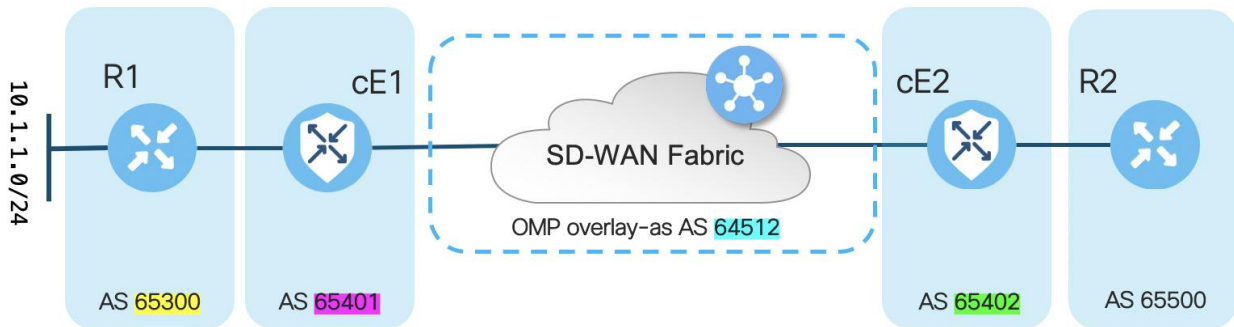 R1
cE1
cE2
R2
10.1.1.0/24
SD-WAN Fabric
OMP overlay-as AS 64512
AS 65300
AS 65401
AS 65402
AS 65500